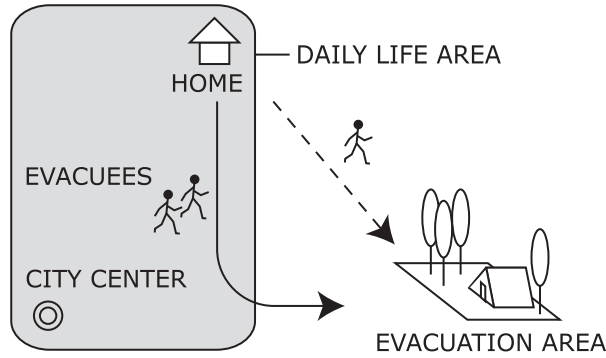 DAILY LIFE AREA
HOME
EVACUEES
CITY CENTER
EVACUATION AREA